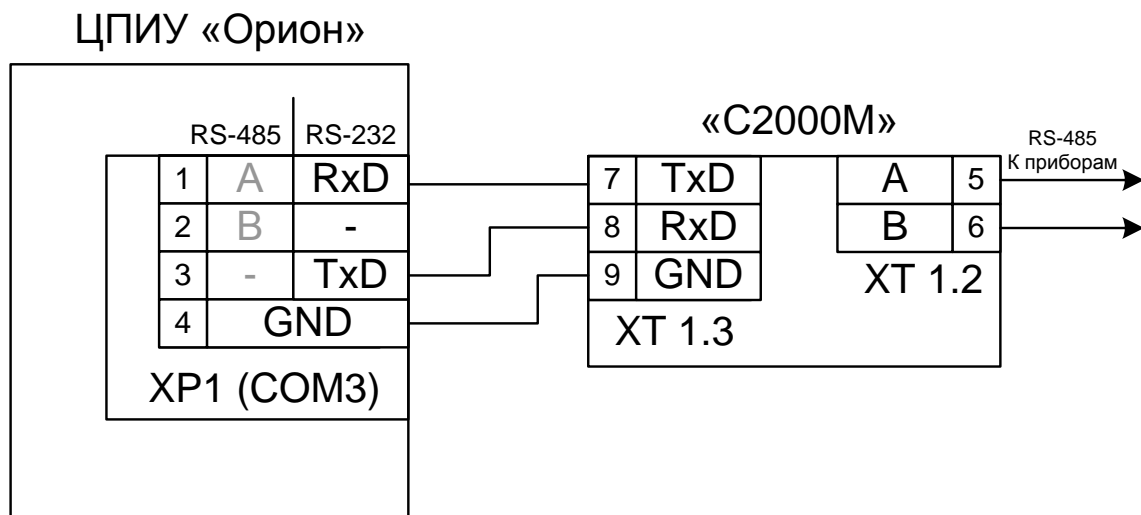 ЦПИУ «Орион»
RS-485 RS-232
1 A RxD
2 B -
3 - TxD
4 GND
XP1 (COM3)
«С2000М»
7 TxD
8 RxD
9 GND
XT 1.3
A 5
B 6
XT 1.2
RS-485
К приборам